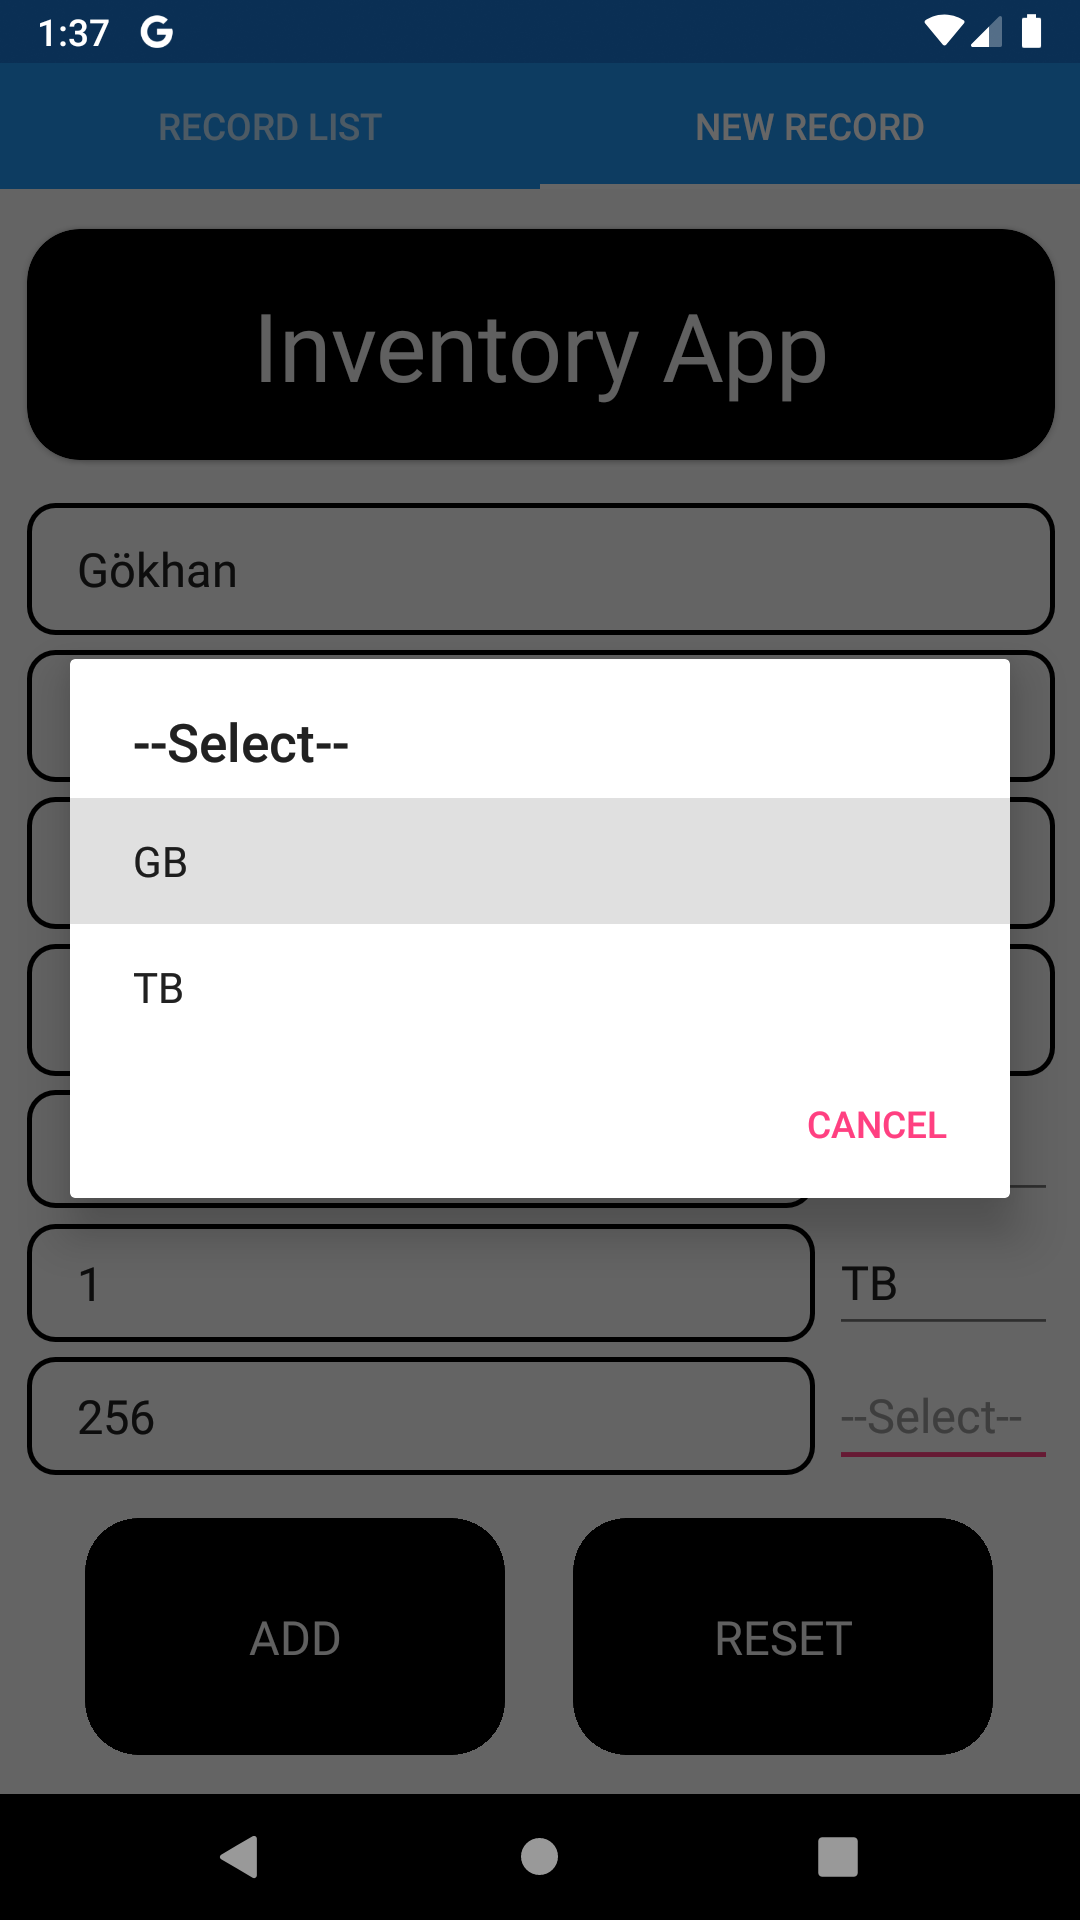 1:37 G
RECORD LIST NEW RECORD
Inventory App
Gökhan
--Select--
GB
TB
CANCEL
1 TB
256 --Select--
ADD RESET